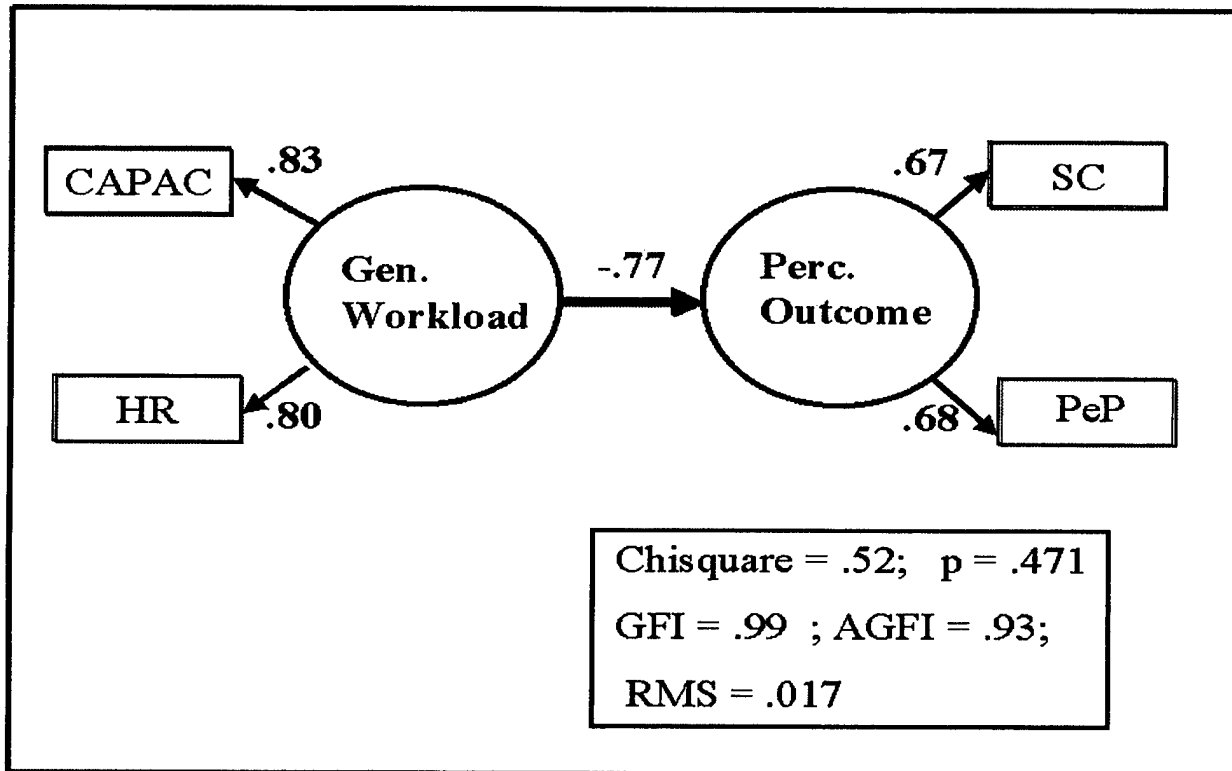 .83
.67
CAPAC
SC
Gen.
Workload
-.77
Perc.
Outcome
HR
.80
.68
PeP
Chisquare = .52; p = .471
GFI = .99 ; AGFI = .93;
RMS = .017